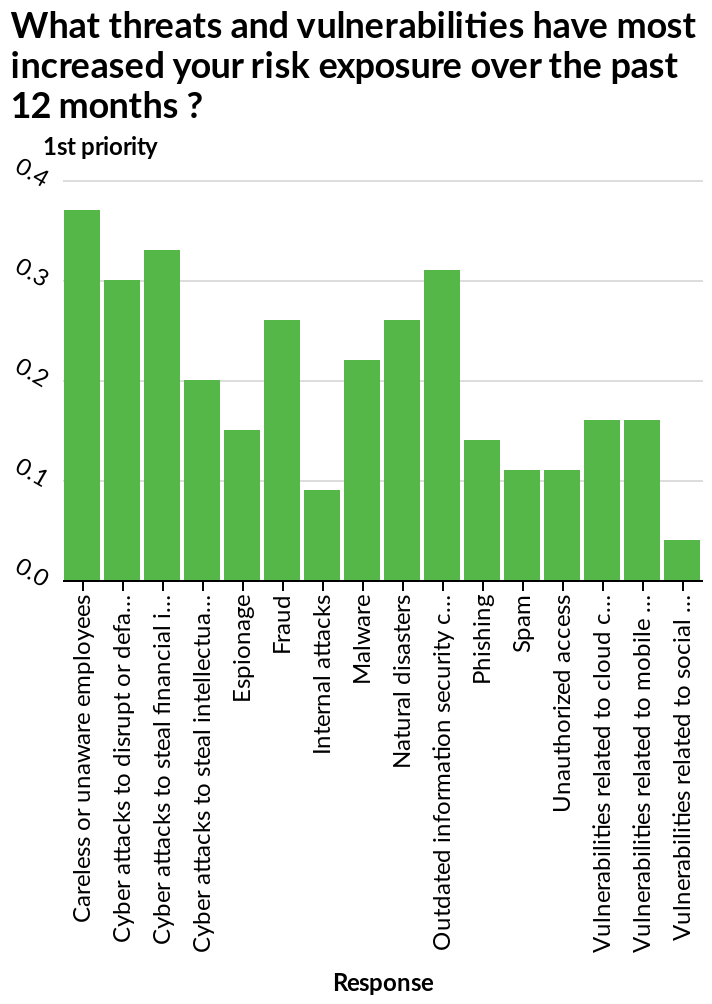 What threats and vulnerabilities have most
increased your risk exposure over the past
12 months ?
1st priority
0.4
0.3
0.2
0.1
0.0
Careless or unaware employees
Cyber attacks to disrupt or defa...
Cyber attacks to steal financial i...
Cyber attacks to steal intellectua...
Espionage
Fraud
Internal attacks
Malware
Natural disasters
Outdated information security c...
Phishing
Spam
Unauthorized access
Vulnerabilities related to cloud c...
Vulnerabilities related to mobile ...
Vulnerabilities related to social ...
Response